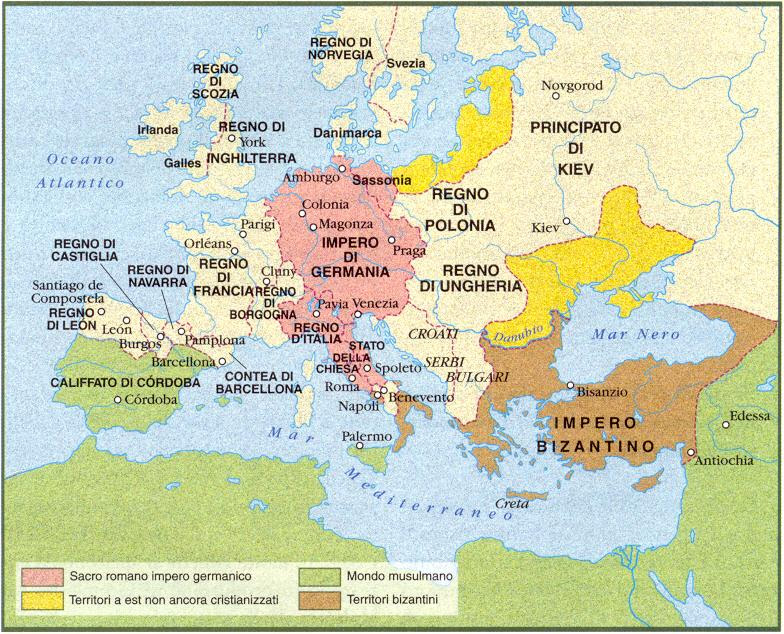 REGNO DI
NORVEGIA
Svezia
REGNO
DI
SCOZIA
Novgorod
Irlanda
REGNO DI
York
INGHILTERRA
Galles
Danimarca
PRINCIPATO
DI
KIEV
Oceano
Atlantico
Amburgo
Sassonia
REGNO
DI
POLONIA
Colonia
Magonza
Kiev
Parigi
Orléans
IMPERO
DI
GERMANIA
Praga
REGNO DI
CASTIGLIA
REGNO DI
NAVARRA
REGNO
DI
FRANCIA
Cluny
REGNO
DI
BORGOGNA
REGNO
DI UNGHERIA
Santiago de
Compostela
REGNO
DI LEÓN
León
Burgos
Pamplona
Barcellona
Pavia
Venezia
REGNO
D'ITALIA
CROATI
SERBI
BULGARI
Danubio
Mar Nero
STATO
DELLA
CHIESA
Spoleto
Roma
Napoli
Benevento
CONTEA DI
BARCELLONA
CALIFFATO DI CÓRDOBA
Córdoba
Bisanzio
IMPERO
BIZANTINO
Edessa
Antiochia
Palermo
Mar
Mediterraneo
Creta
Sacro romano impero germanico
Territori a est non ancora cristianizzati
Mondo musulmano
Territori bizantini